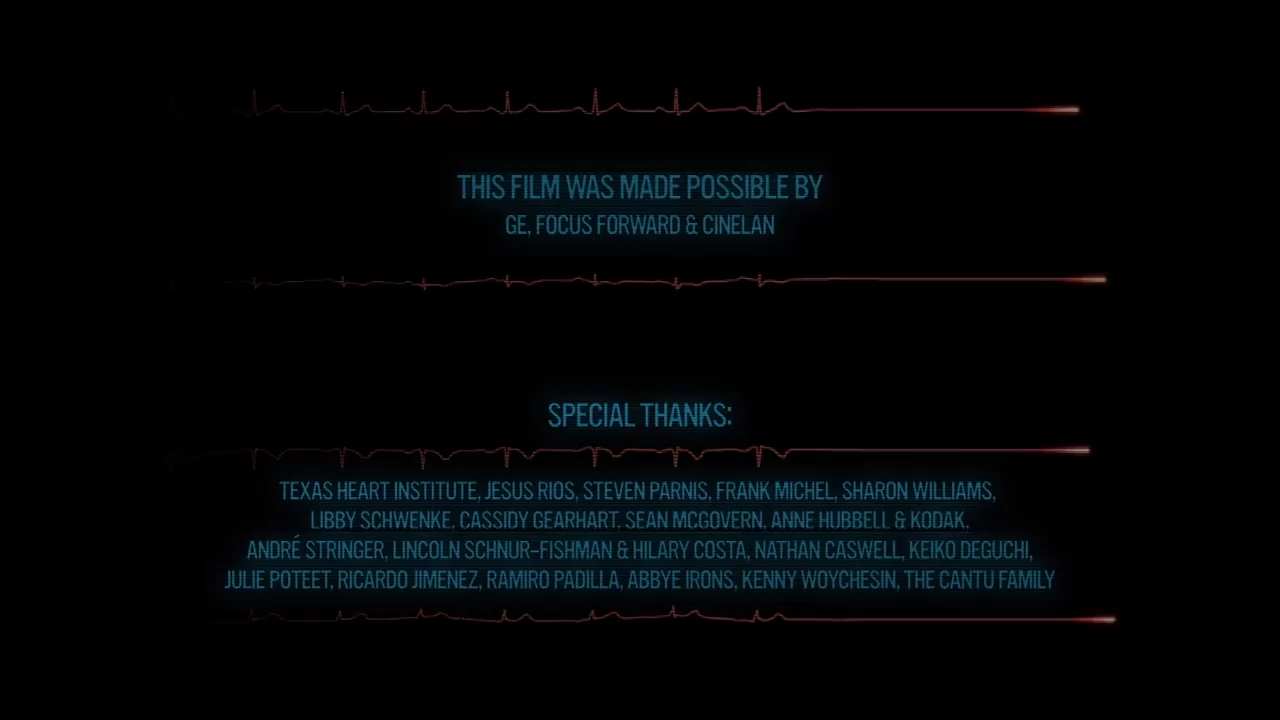 THIS FILM WAS MADE POSSIBLE BY
GE, FOCUS FORWARD & CINELAN
SPECIAL THANKS:
TEXAS HEART INSTITUTE, JESUS RIOS, STEVEN PARNIS, FRANK MICHEL, SHARON WILLIAMS,
LIBBY SCHWENKE, CASSIDY GEARHART, SEAN MCGOVERN, ANNE HUBBELL & KODAK,
ANDRÉ STRINGER, LINCOLN SCHNUR-FISHMAN & HILARY COSTA, NATHAN CASWELL, KEIKO DEGUCHI,
JULIE POTEET, RICARDO JIMENEZ, RAMIRO PADILLA, ABBYE IRONS, KENNY WOYCHESIN, THE CANTU FAMILY